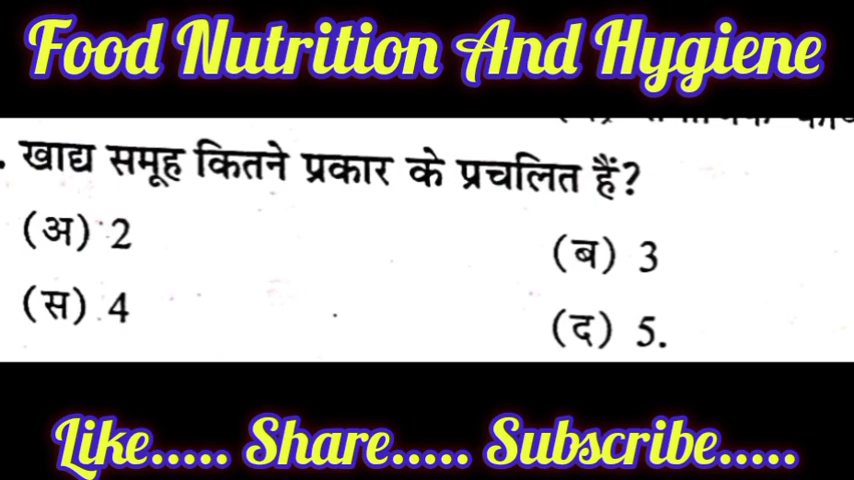 Food Nutrition And Hygiene
. खाद्य समूह कितने प्रकार के प्रचलित हैं?
(अ) 2
(ब) 3
(स) 4
(द) 5.
Like..... Share..... Subscribe.....